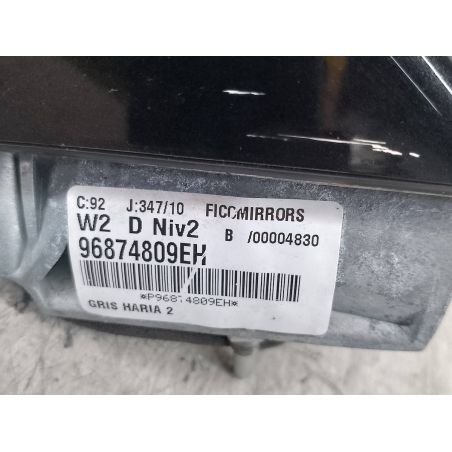 C:92 J:347/10 FICOMIRRORS
W2 D Niv2 B /00004830
96874809EH
*P96874809EH*
GRIS HARIA 2